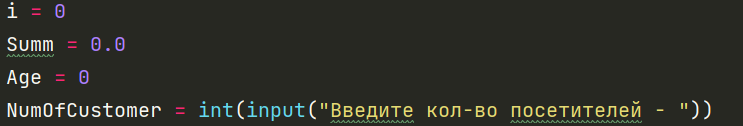 i = 0
Summ = 0.0
Age = 0
NumOfCustomer = int(input("Введите кол-во посетителей - "))